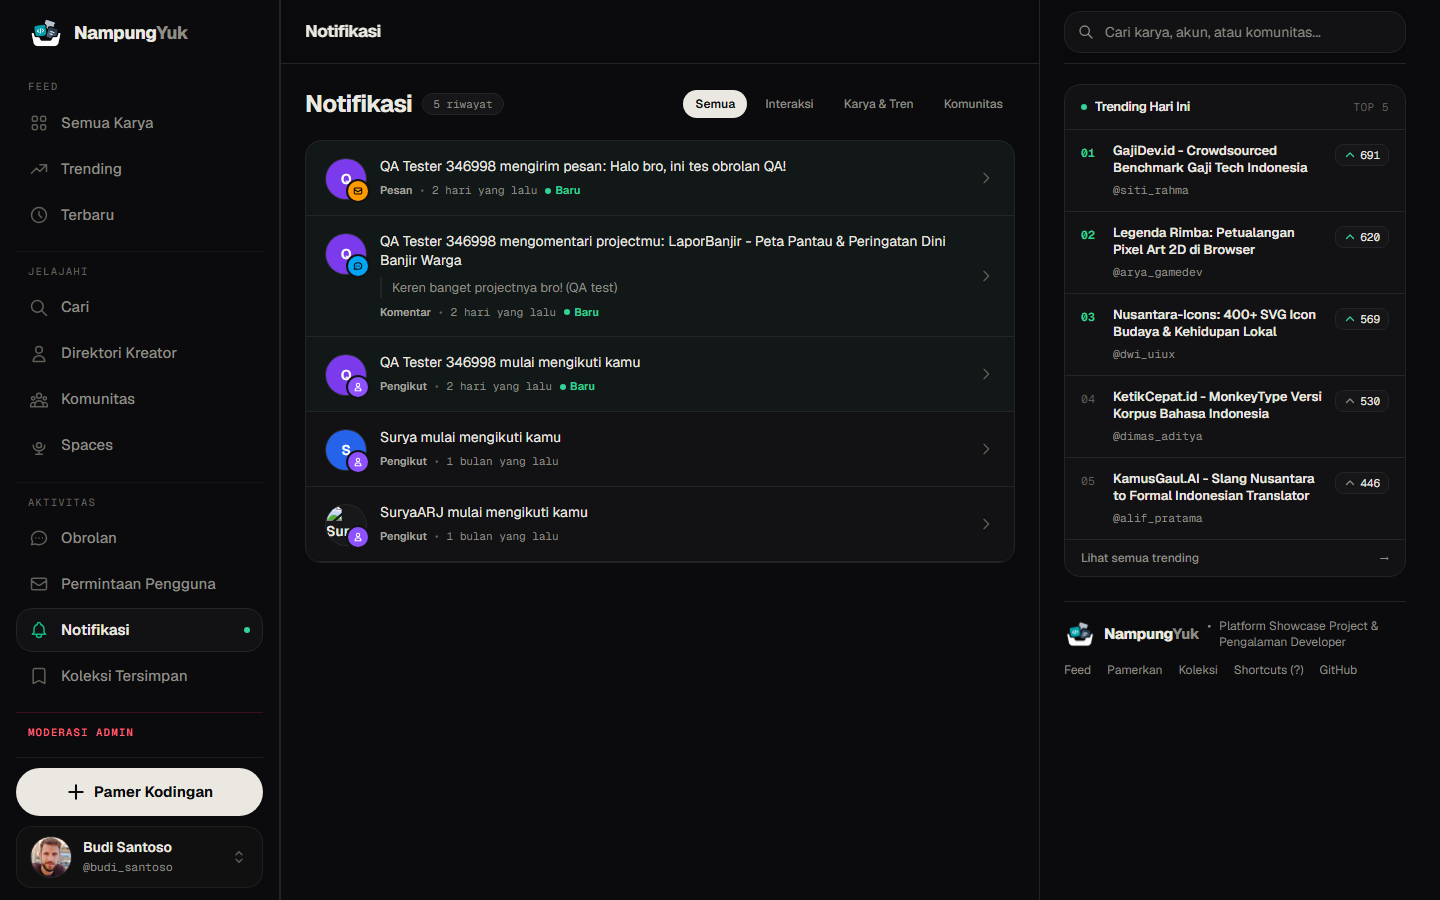 NampungYuk
FEED
Semua Karya
Trending
Terbaru
JELAJAHI
Cari
Direktori Kreator
Komunitas
Spaces
AKTIVITAS
Obrolan
Permintaan Pengguna
Notifikasi
Koleksi Tersimpan
MODERASI ADMIN
Pamer Kodingan
Budi Santoso
@budi_santoso
Notifikasi
Notifikasi 5 riwayat
Semua Interaksi Karya & Tren Komunitas
Q
QA Tester 346998 mengirim pesan: Halo bro, ini tes obrolan QA!
Pesan • 2 hari yang lalu Baru
Q
QA Tester 346998 mengomentari projectmu: LaporBanjir - Peta Pantau & Peringatan Dini
Banjir Warga
Keren banget projectnya bro! (QA test)
Komentar • 2 hari yang lalu Baru
Q
QA Tester 346998 mulai mengikuti kamu
Pengikut • 2 hari yang lalu Baru
S
Surya mulai mengikuti kamu
Pengikut • 1 bulan yang lalu
Sur
SuryaARJ mulai mengikuti kamu
Pengikut • 1 bulan yang lalu
Cari karya, akun, atau komunitas...
Trending Hari Ini TOP 5
01 GajiDev.id - Crowdsourced 691
Benchmark Gaji Tech Indonesia
@siti_rahma
02 Legenda Rimba: Petualangan 620
Pixel Art 2D di Browser
@arya_gamedev
03 Nusantara-Icons: 400+ SVG Icon 569
Budaya & Kehidupan Lokal
@dwi_uiux
04 KetikCepat.id - MonkeyType Versi 530
Korpus Bahasa Indonesia
@dimas_aditya
05 KamusGaul.AI - Slang Nusantara 446
to Formal Indonesian Translator
@alif_pratama
Lihat semua trending →
NampungYuk • Platform Showcase Project &
Pengalaman Developer
Feed Pamerkan Koleksi Shortcuts (?) GitHub